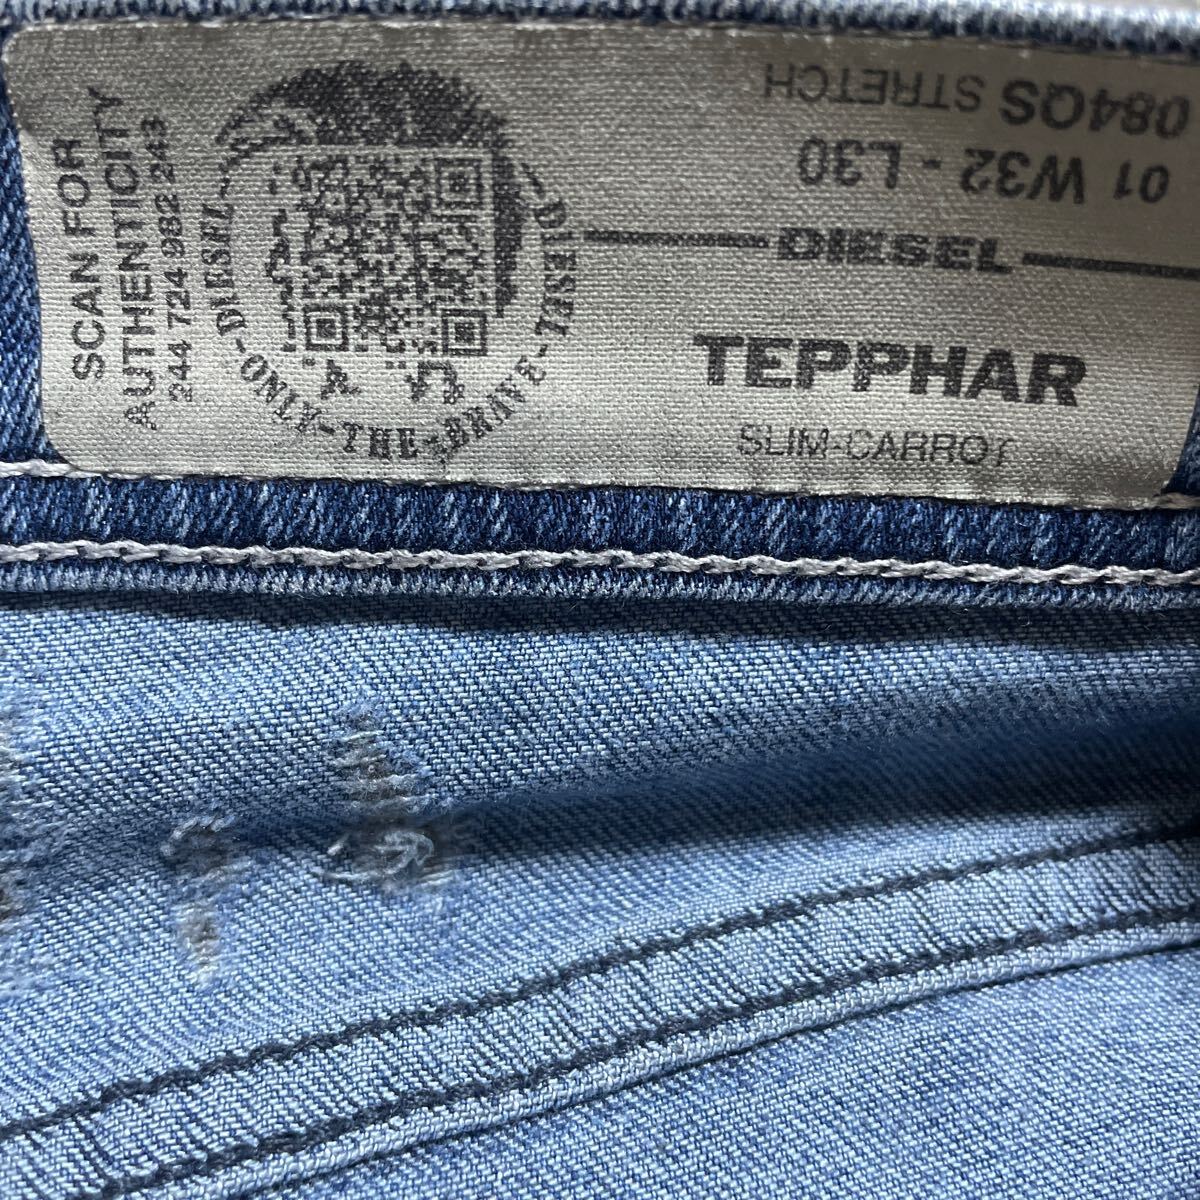 SCAN FOR
AUTHENTICITY
244 724 982 243
DIESEL-ONLY-THE-BRAVE-DIESEL
084QS STRETCH
01 W32 - L30
DIESEL
TEPPHAR
SLIM-CARROT